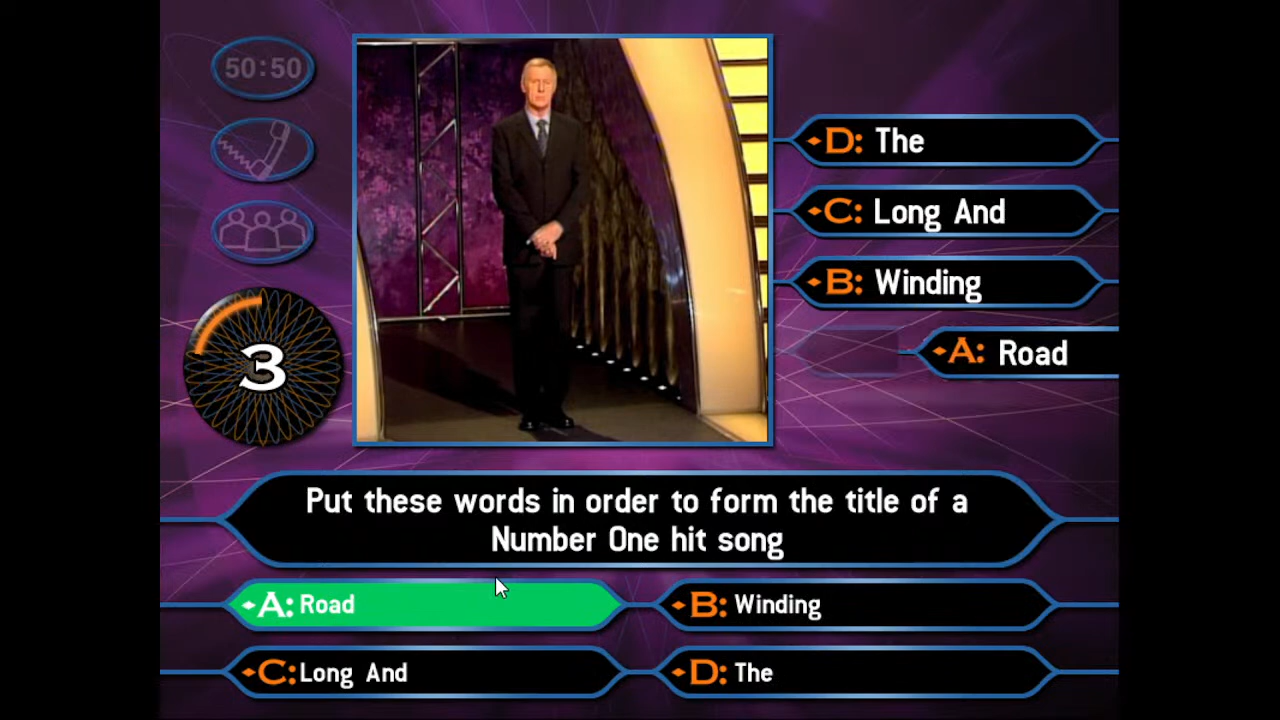 50:50
D: The
C: Long And
B: Winding
A: Road
3
Put these words in order to form the title of a
Number One hit song
A: Road
B: Winding
C: Long And
D: The